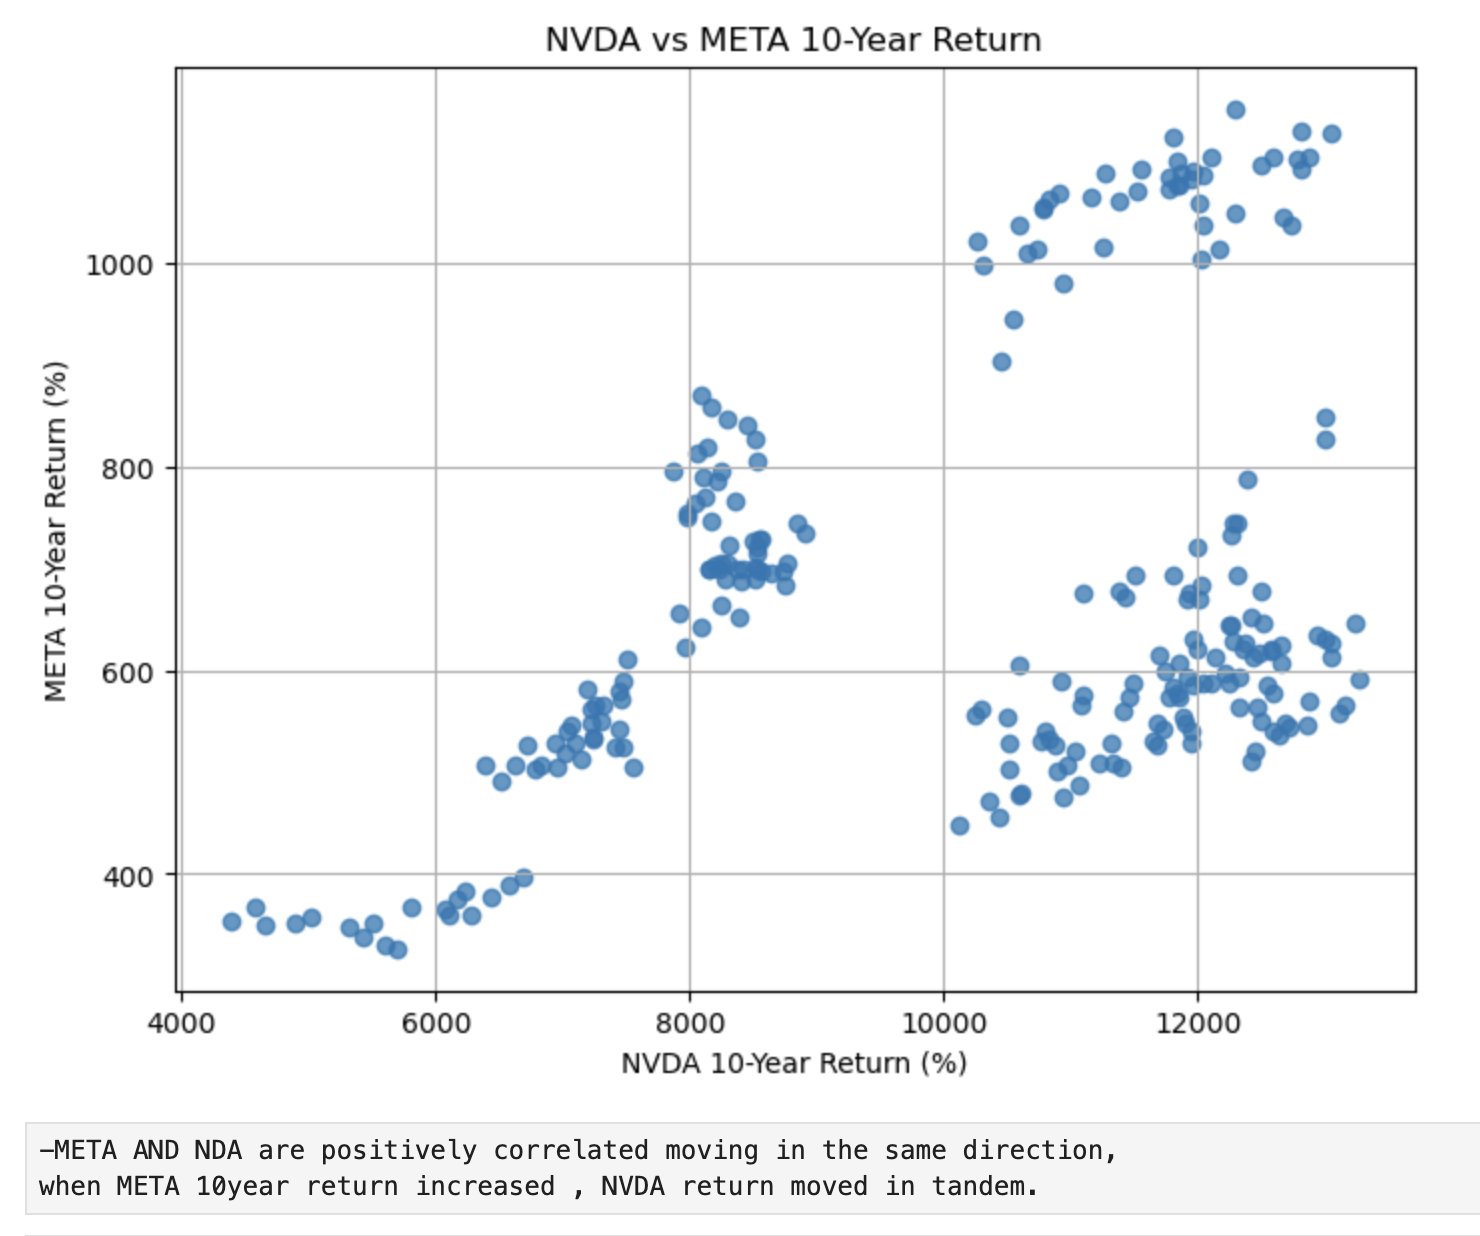 NVDA vs META 10-Year Return
META 10-Year Return (%)
1000
800
600
400
4000 6000 8000 10000 12000
NVDA 10-Year Return (%)
—META AND NDA are positively correlated moving in the same direction,
when META 10year return increased , NVDA return moved in tandem.